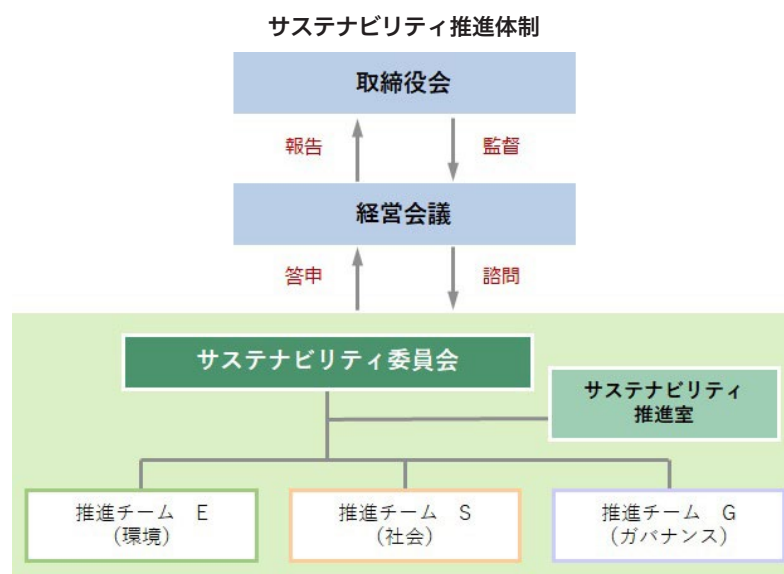 サステナビリティ推進体制
取締役会
報告
監督
経営会議
答申
諮問
サステナビリティ委員会
サステナビリティ
推進室
推進チーム　E
(環境)
推進チーム　S
(社会)
推進チーム　G
(ガバナンス)